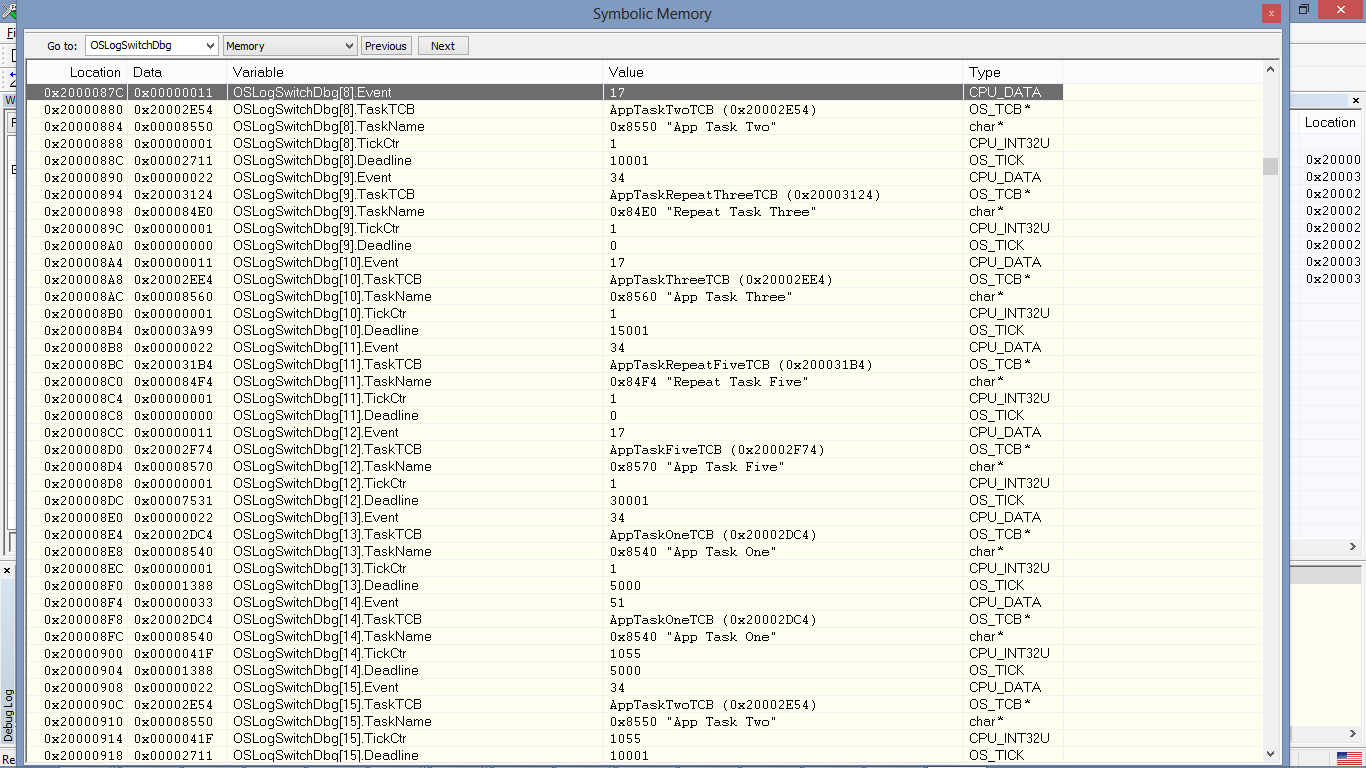 Symbolic Memory
Go to: OSLogSwitchDbg Memory Previous Next
Location Data Variable Value Type
0x2000087C 0x00000011 OSLogSwitchDbg[8].Event 17 CPU_DATA
0x20000880 0x20002E54 OSLogSwitchDbg[8].TaskTCB AppTaskTwoTCB (0x20002E54) OS_TCB*
0x20000884 0x00008550 OSLogSwitchDbg[8].TaskName 0x8550 "App Task Two" char*
0x20000888 0x00000001 OSLogSwitchDbg[8].TickCtr 1 CPU_INT32U
0x2000088C 0x00002711 OSLogSwitchDbg[8].Deadline 10001 OS_TICK
0x20000890 0x00000022 OSLogSwitchDbg[9].Event 34 CPU_DATA
0x20000894 0x20003124 OSLogSwitchDbg[9].TaskTCB AppTaskRepeatThreeTCB (0x20003124) OS_TCB*
0x20000898 0x000084E0 OSLogSwitchDbg[9].TaskName 0x84E0 "Repeat Task Three" char*
0x2000089C 0x00000001 OSLogSwitchDbg[9].TickCtr 1 CPU_INT32U
0x200008A0 0x00000000 OSLogSwitchDbg[9].Deadline 0 OS_TICK
0x200008A4 0x00000011 OSLogSwitchDbg[10].Event 17 CPU_DATA
0x200008A8 0x20002EE4 OSLogSwitchDbg[10].TaskTCB AppTaskThreeTCB (0x20002EE4) OS_TCB*
0x200008AC 0x00008560 OSLogSwitchDbg[10].TaskName 0x8560 "App Task Three" char*
0x200008B0 0x00000001 OSLogSwitchDbg[10].TickCtr 1 CPU_INT32U
0x200008B4 0x00003A99 OSLogSwitchDbg[10].Deadline 15001 OS_TICK
0x200008B8 0x00000022 OSLogSwitchDbg[11].Event 34 CPU_DATA
0x200008BC 0x200031B4 OSLogSwitchDbg[11].TaskTCB AppTaskRepeatFiveTCB (0x200031B4) OS_TCB*
0x200008C0 0x000084F4 OSLogSwitchDbg[11].TaskName 0x84F4 "Repeat Task Five" char*
0x200008C4 0x00000001 OSLogSwitchDbg[11].TickCtr 1 CPU_INT32U
0x200008C8 0x00000000 OSLogSwitchDbg[11].Deadline 0 OS_TICK
0x200008CC 0x00000011 OSLogSwitchDbg[12].Event 17 CPU_DATA
0x200008D0 0x20002F74 OSLogSwitchDbg[12].TaskTCB AppTaskFiveTCB (0x20002F74) OS_TCB*
0x200008D4 0x00008570 OSLogSwitchDbg[12].TaskName 0x8570 "App Task Five" char*
0x200008D8 0x00000001 OSLogSwitchDbg[12].TickCtr 1 CPU_INT32U
0x200008DC 0x00007531 OSLogSwitchDbg[12].Deadline 30001 OS_TICK
0x200008E0 0x00000022 OSLogSwitchDbg[13].Event 34 CPU_DATA
0x200008E4 0x20002DC4 OSLogSwitchDbg[13].TaskTCB AppTaskOneTCB (0x20002DC4) OS_TCB*
0x200008E8 0x00008540 OSLogSwitchDbg[13].TaskName 0x8540 "App Task One" char*
0x200008EC 0x00000001 OSLogSwitchDbg[13].TickCtr 1 CPU_INT32U
0x200008F0 0x00001388 OSLogSwitchDbg[13].Deadline 5000 OS_TICK
0x200008F4 0x00000033 OSLogSwitchDbg[14].Event 51 CPU_DATA
0x200008F8 0x20002DC4 OSLogSwitchDbg[14].TaskTCB AppTaskOneTCB (0x20002DC4) OS_TCB*
0x200008FC 0x00008540 OSLogSwitchDbg[14].TaskName 0x8540 "App Task One" char*
0x20000900 0x0000041F OSLogSwitchDbg[14].TickCtr 1055 CPU_INT32U
0x20000904 0x00001388 OSLogSwitchDbg[14].Deadline 5000 OS_TICK
0x20000908 0x00000022 OSLogSwitchDbg[15].Event 34 CPU_DATA
0x2000090C 0x20002E54 OSLogSwitchDbg[15].TaskTCB AppTaskTwoTCB (0x20002E54) OS_TCB*
0x20000910 0x00008550 OSLogSwitchDbg[15].TaskName 0x8550 "App Task Two" char*
0x20000914 0x0000041F OSLogSwitchDbg[15].TickCtr 1055 CPU_INT32U
0x20000918 0x00002711 OSLogSwitchDbg[15].Deadline 10001 OS_TICK
Location
0x20000
0x20003
0x20002
0x20002
0x20002
0x20002
0x20003
0x20003
Debug Log
Re